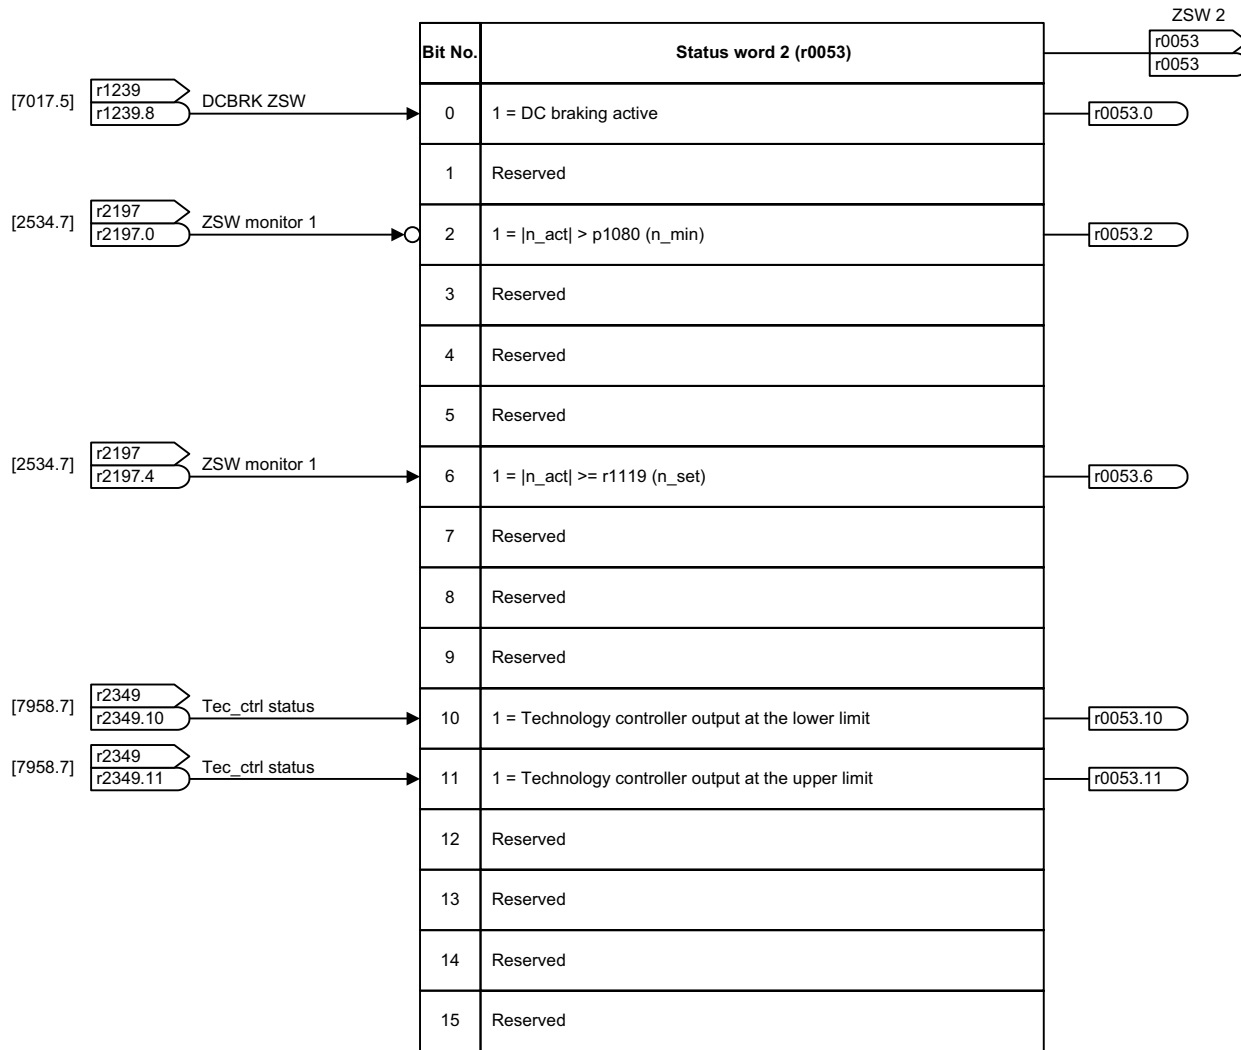 ZSW 2
Bit No. Status word 2 (r0053) r0053
r0053
[7017.5] r1239 DCBRK ZSW
r1239.8 0 1 = DC braking active r0053.0
1 Reserved
[2534.7] r2197 ZSW monitor 1
r2197.0 2 1 = |n_act| > p1080 (n_min) r0053.2
3 Reserved
4 Reserved
5 Reserved
[2534.7] r2197 ZSW monitor 1
r2197.4 6 1 = |n_act| >= r1119 (n_set) r0053.6
7 Reserved
8 Reserved
9 Reserved
[7958.7] r2349 Tec_ctrl status
r2349.10 10 1 = Technology controller output at the lower limit r0053.10
[7958.7] r2349 Tec_ctrl status
r2349.11 11 1 = Technology controller output at the upper limit r0053.11
12 Reserved
13 Reserved
14 Reserved
15 Reserved